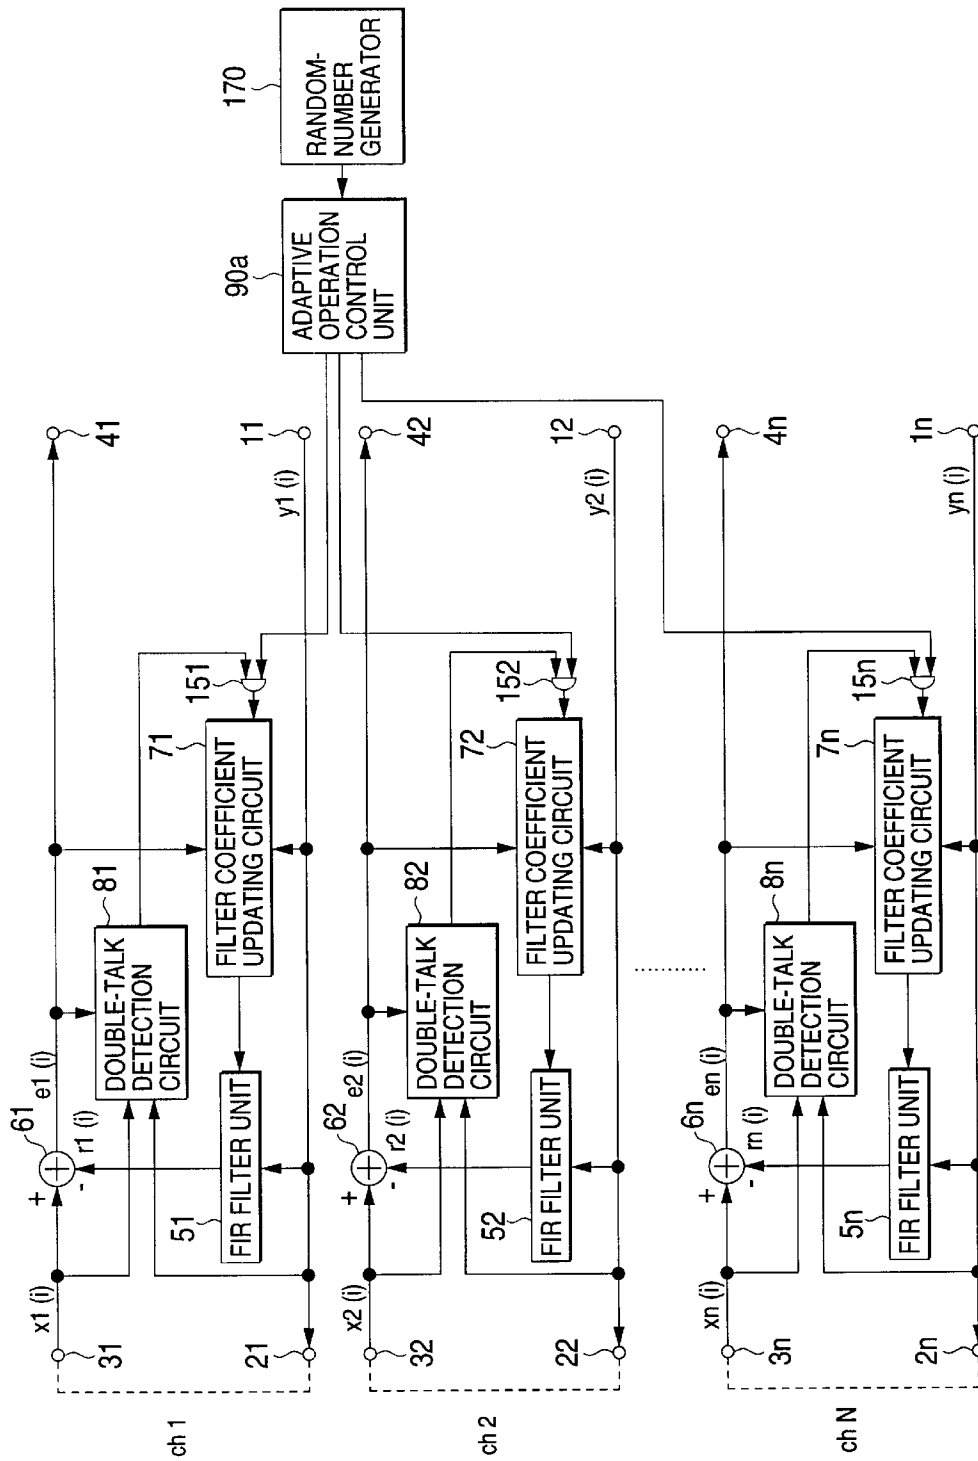 ch 1
31
x1 (i)
+
-
61
e1 (i)
r1 (i)
41
81
DOUBLE-TALK
DETECTION
CIRCUIT
51
FIR FILTER UNIT
71
FILTER COEFFICIENT
UPDATING CIRCUIT
151
21
y1 (i)
11
90a
ADAPTIVE
OPERATION
CONTROL
UNIT
170
RANDOM-
NUMBER
GENERATOR
ch 2
32
x2 (i)
+
-
62
e2 (i)
r2 (i)
42
82
DOUBLE-TALK
DETECTION
CIRCUIT
52
FIR FILTER UNIT
72
FILTER COEFFICIENT
UPDATING CIRCUIT
152
22
y2 (i)
12
ch N
3n
xn (i)
+
-
6n
en (i)
rn (i)
4n
8n
DOUBLE-TALK
DETECTION
CIRCUIT
5n
FIR FILTER UNIT
7n
FILTER COEFFICIENT
UPDATING CIRCUIT
15n
2n
yn (i)
1n